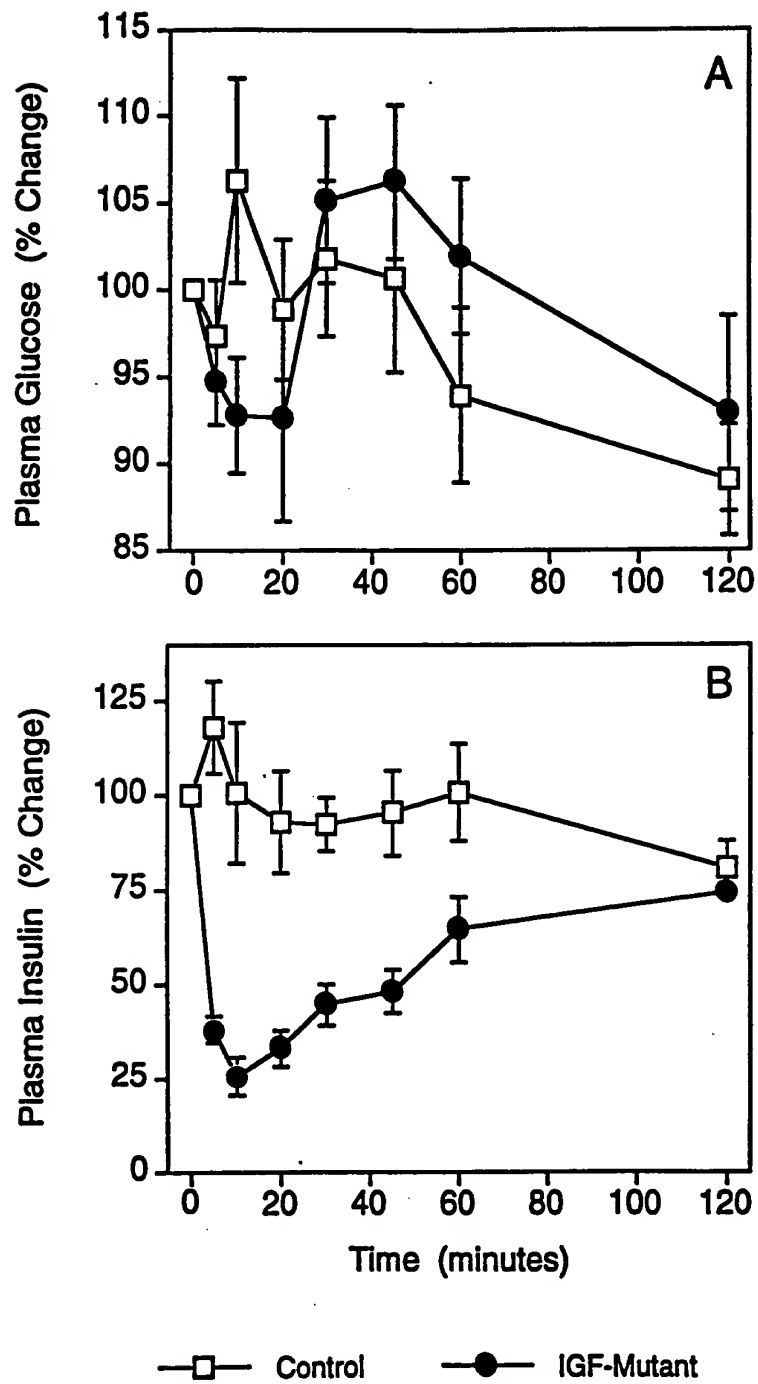 115
110
105
100
95
90
85
Plasma Glucose (% Change)
A
0 20 40 60 80 100 120
125
100
75
50
25
0
Plasma Insulin (% Change)
B
0 20 40 60 80 100 120
Time (minutes)
Control IGF-Mutant